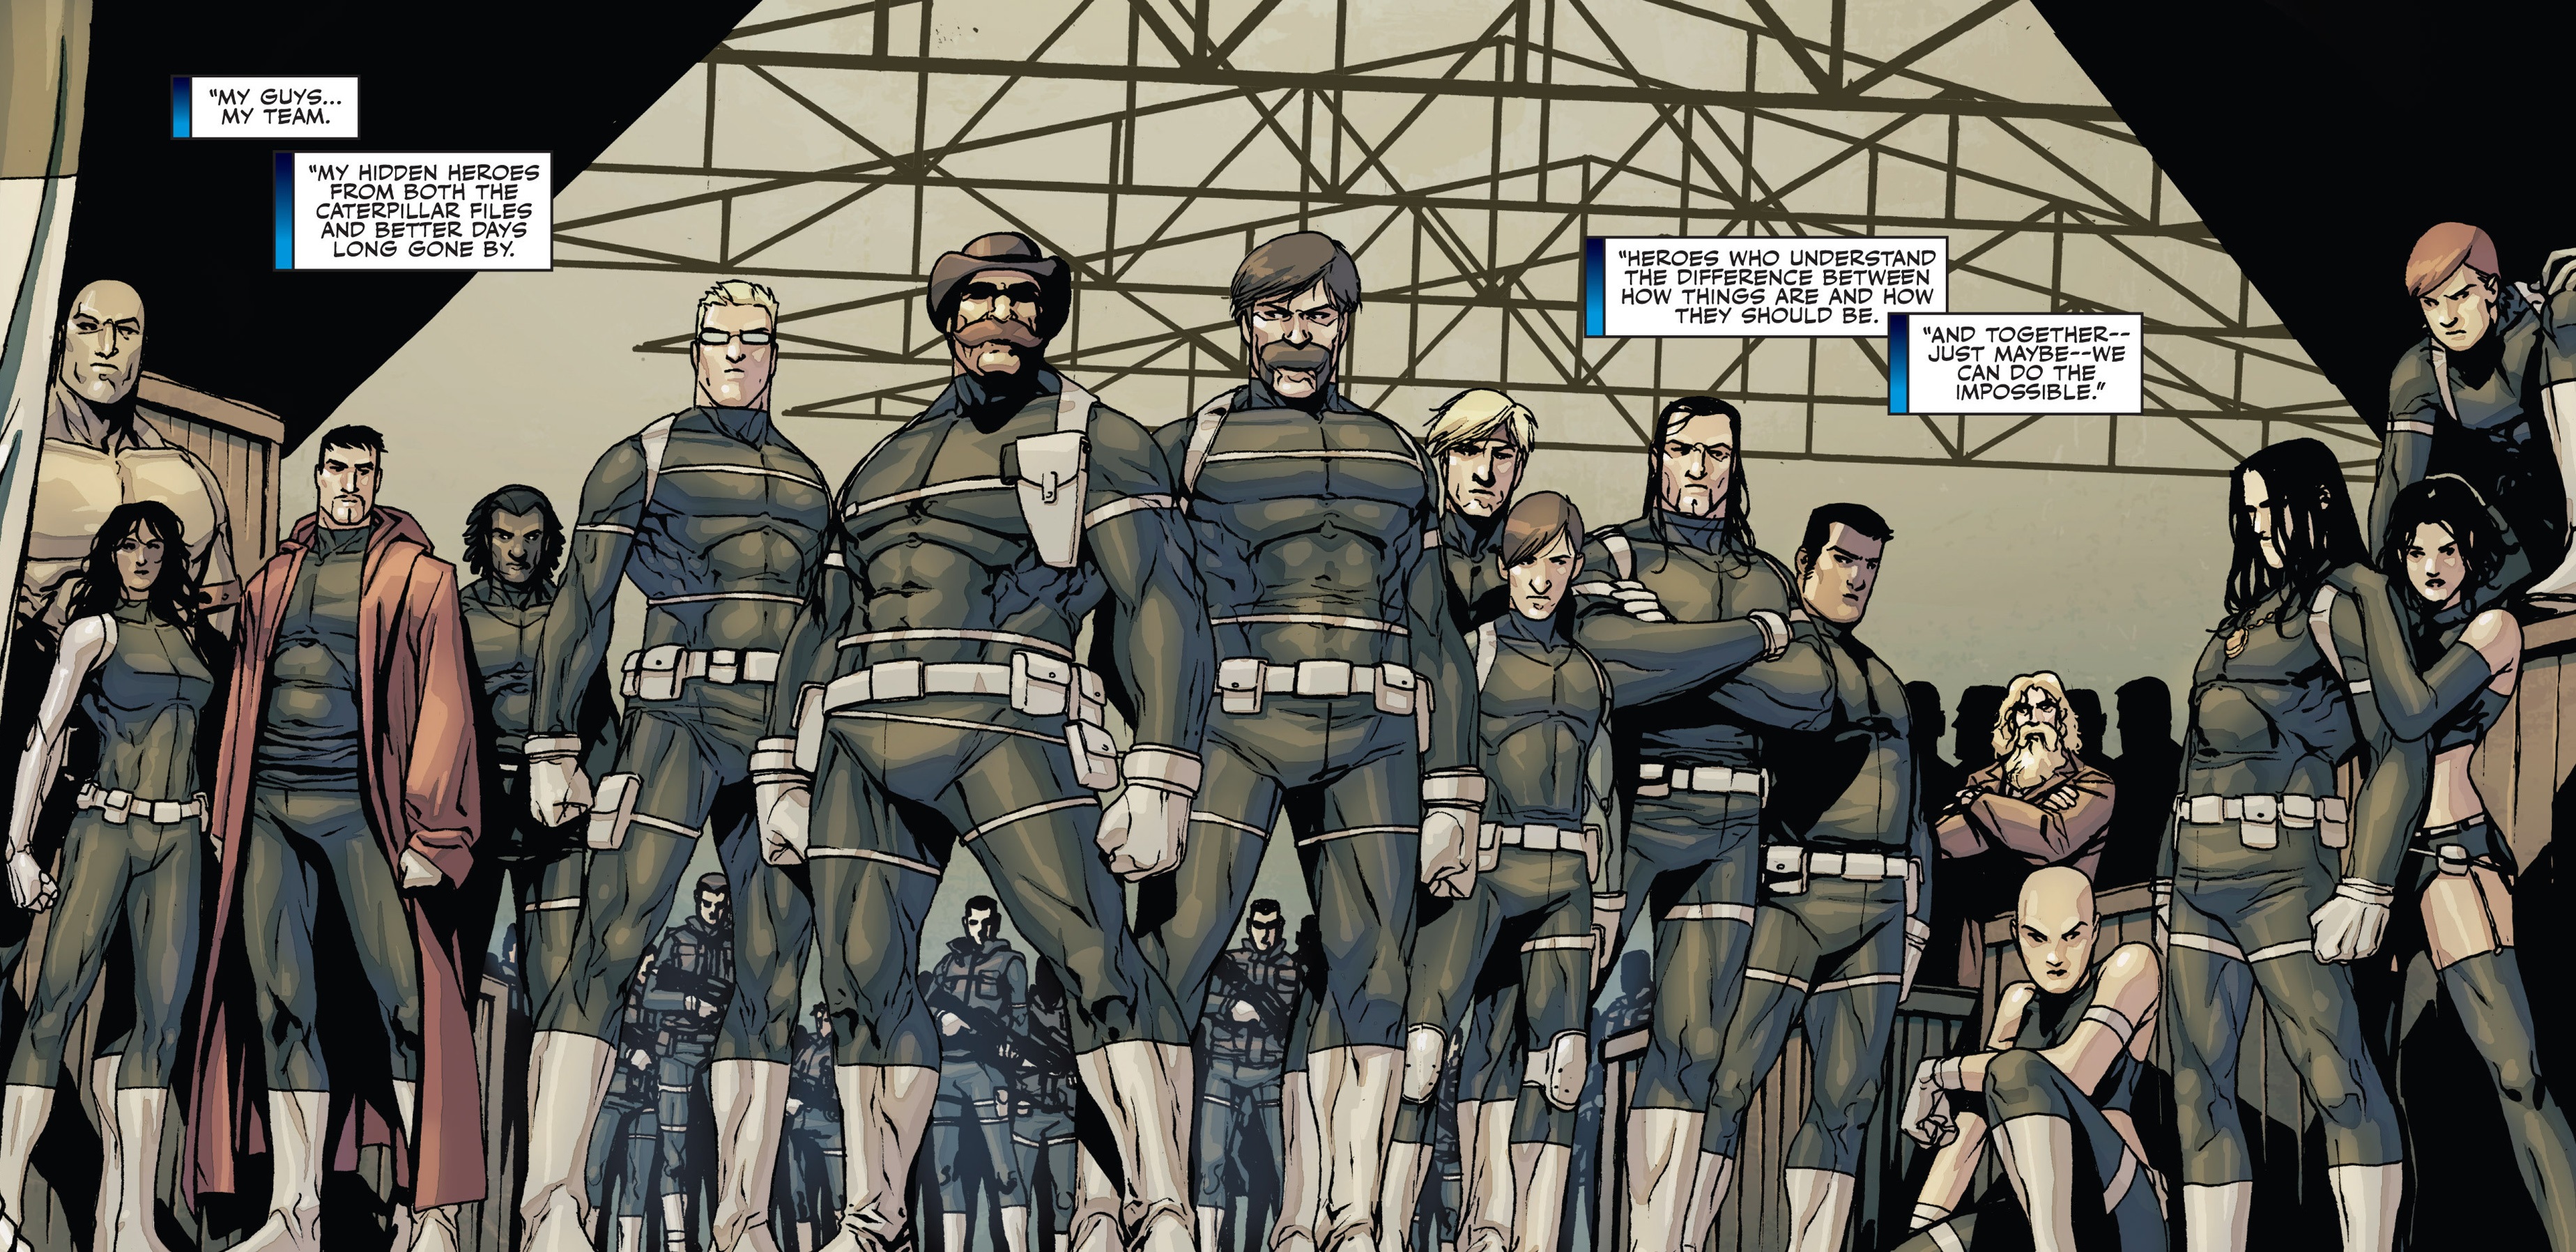 "MY GUYS...
MY TEAM.
"MY HIDDEN HEROES
FROM BOTH THE
CATERPILLAR FILES
AND BETTER DAYS
LONG GONE BY.
"HEROES WHO UNDERSTAND
THE DIFFERENCE BETWEEN
HOW THINGS ARE AND HOW
THEY SHOULD BE.
"AND TOGETHER--
JUST MAYBE--WE
CAN DO THE
IMPOSSIBLE."